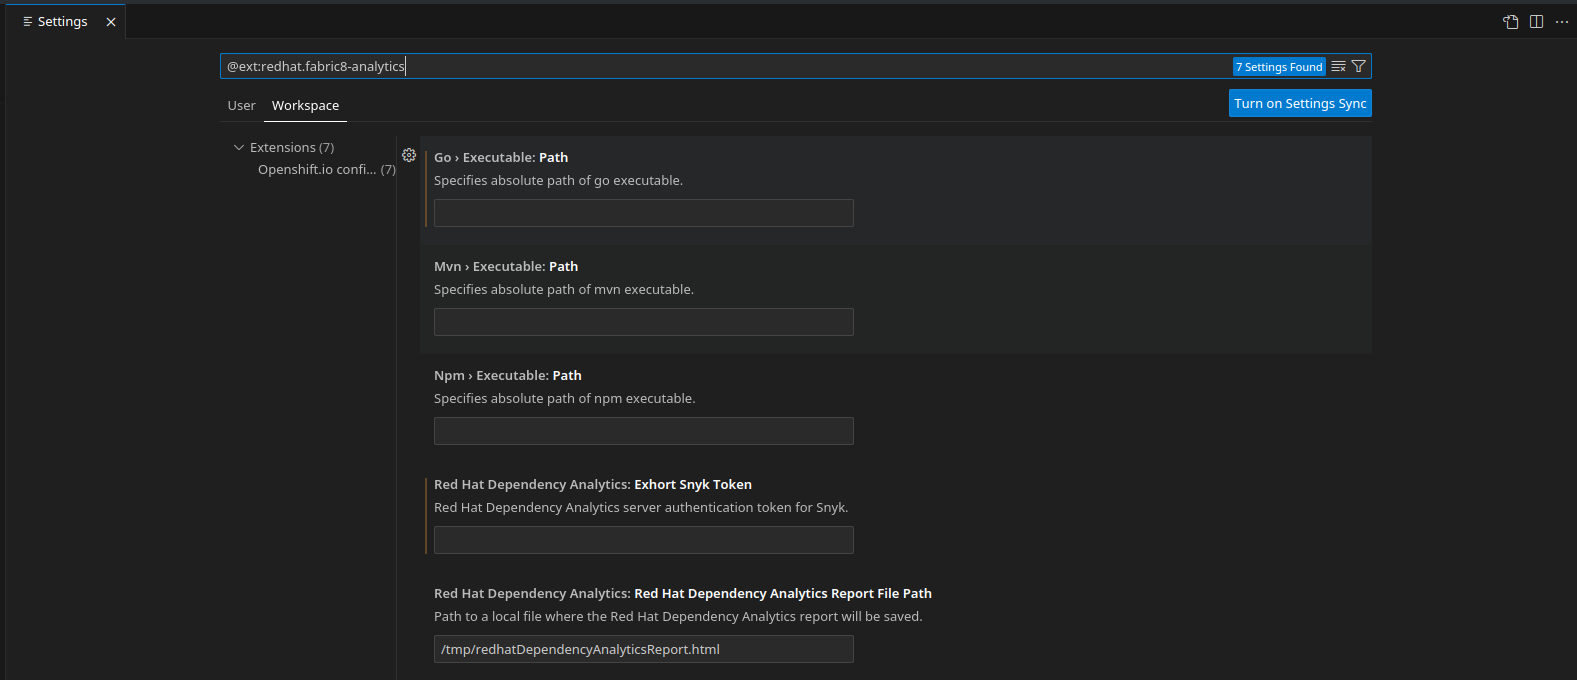 Settings
@ext:redhat.fabric8-analytics
7 Settings Found
User Workspace
Turn on Settings Sync
Extensions (7)
Openshift.io confi... (7)
Go › Executable: Path
Specifies absolute path of go executable.
Mvn › Executable: Path
Specifies absolute path of mvn executable.
Npm › Executable: Path
Specifies absolute path of npm executable.
Red Hat Dependency Analytics: Exhort Snyk Token
Red Hat Dependency Analytics server authentication token for Snyk.
Red Hat Dependency Analytics: Red Hat Dependency Analytics Report File Path
Path to a local file where the Red Hat Dependency Analytics report will be saved.
/tmp/redhatDependencyAnalyticsReport.html